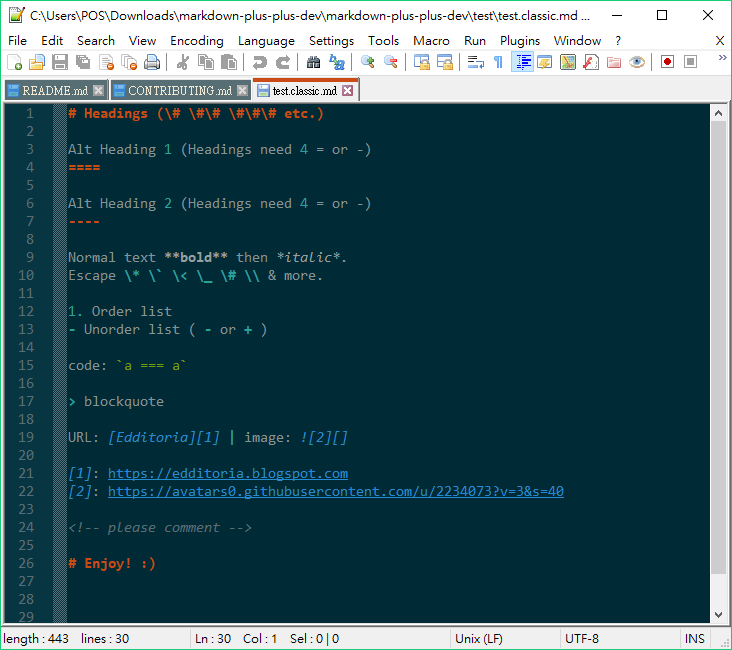 C:\Users\POS\Downloads\markdown-plus-plus-dev\markdown-plus-plus-dev\test\test.classic.md ...
File Edit Search View Encoding Language Settings Tools Macro Run Plugins Window ? X
README.md CONTRIBUTING.md test.classic.md
1 # Headings (\# \#\# \#\#\# etc.)
2
3 Alt Heading 1 (Headings need 4 = or -)
4 ====
5
6 Alt Heading 2 (Headings need 4 = or -)
7 ----
8
9 Normal text **bold** then *italic*.
10 Escape \* \` \< \_ \# \\ & more.
11
12 1. Order list
13 - Unorder list ( - or + )
14
15 code: `a === a`
16
17 > blockquote
18
19 URL: [Edditoria][1] | image: ![2][]
20
21 [1]: https://edditoria.blogspot.com
22 [2]: https://avatars0.githubusercontent.com/u/2234073?v=3&s=40
23
24 <!-- please comment -->
25
26 # Enjoy! :)
27
28
29
length : 443 lines : 30 Ln : 30 Col : 1 Sel : 0 | 0 Unix (LF) UTF-8 INS